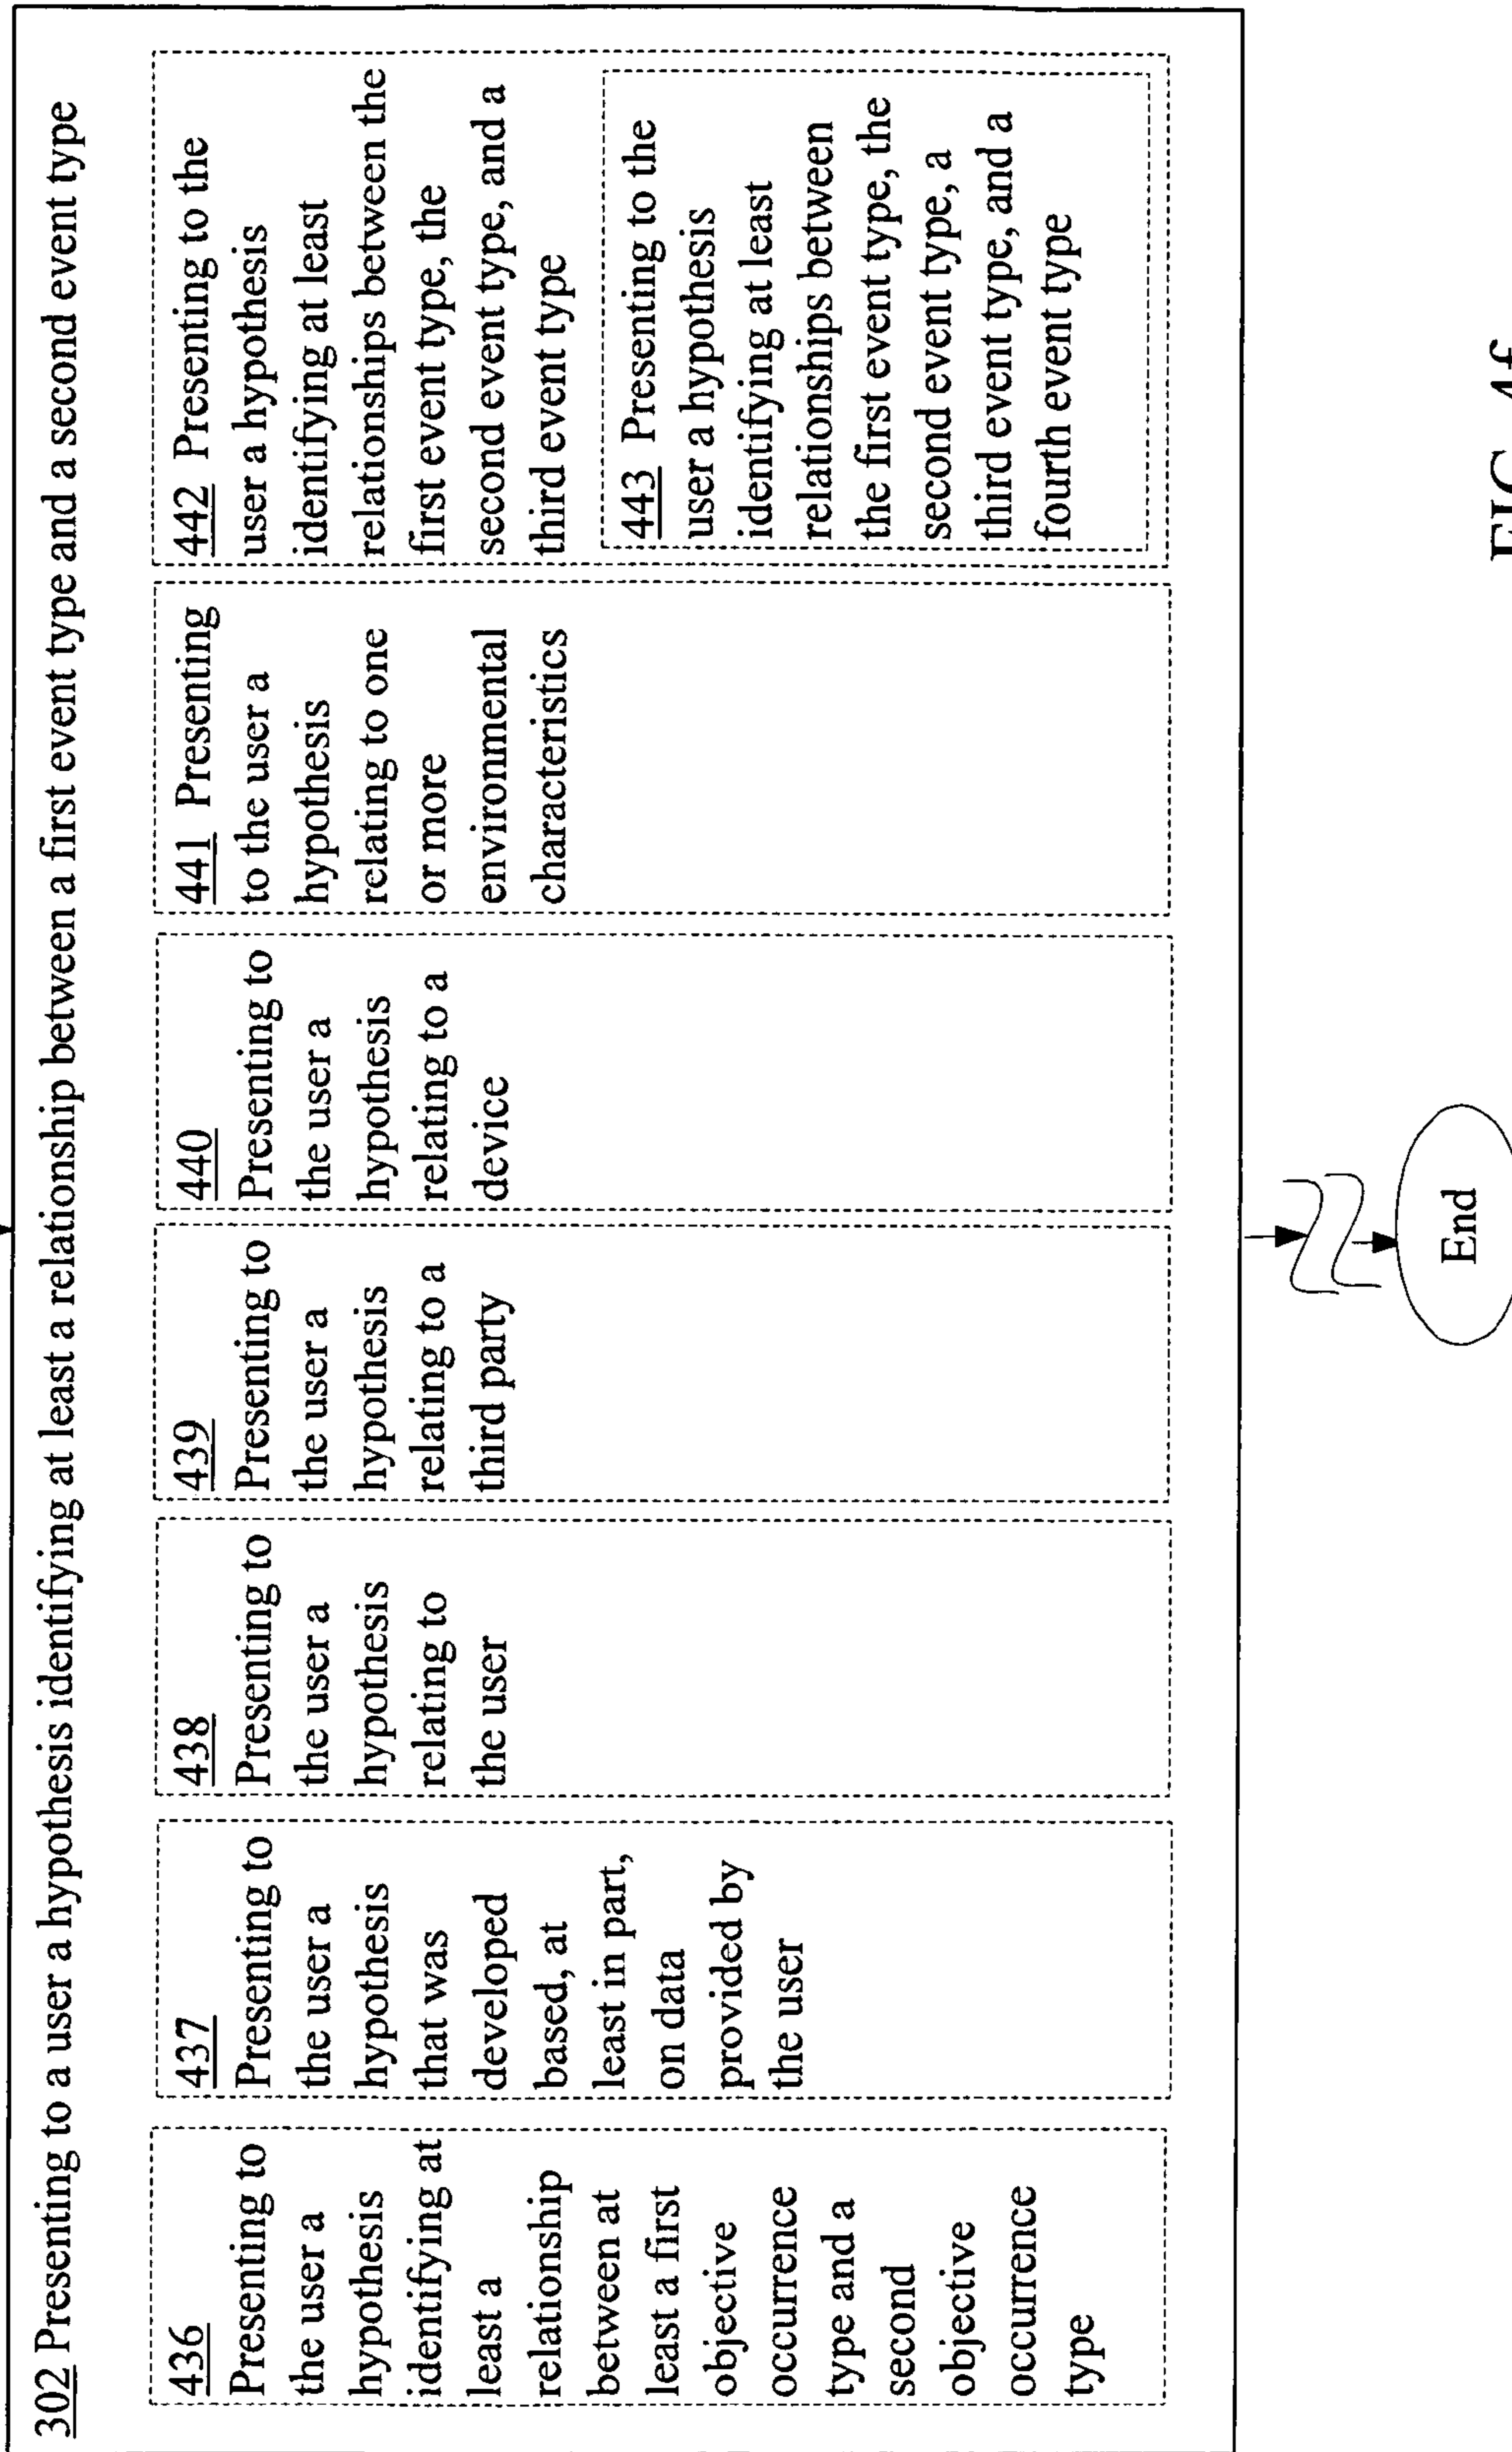 302 Presenting to a user a hypothesis identifying at least a relationship between a first event type and a second event type
436
Presenting to
the user a
hypothesis
identifying at
least a
relationship
between at
least a first
objective
occurrence
type and a
second
objective
occurrence
type
437
Presenting to
the user a
hypothesis
that was
developed
based, at
least in part,
on data
provided by
the user
438
Presenting to
the user a
hypothesis
relating to
the user
439
Presenting to
the user a
hypothesis
relating to a
third party
440
Presenting to
the user a
hypothesis
relating to a
device
441 Presenting
to the user a
hypothesis
relating to one
or more
environmental
characteristics
442 Presenting to the
user a hypothesis
identifying at least
relationships between the
first event type, the
second event type, and a
third event type
443 Presenting to the
user a hypothesis
identifying at least
relationships between
the first event type, the
second event type, a
third event type, and a
fourth event type
End
FIG. 4f